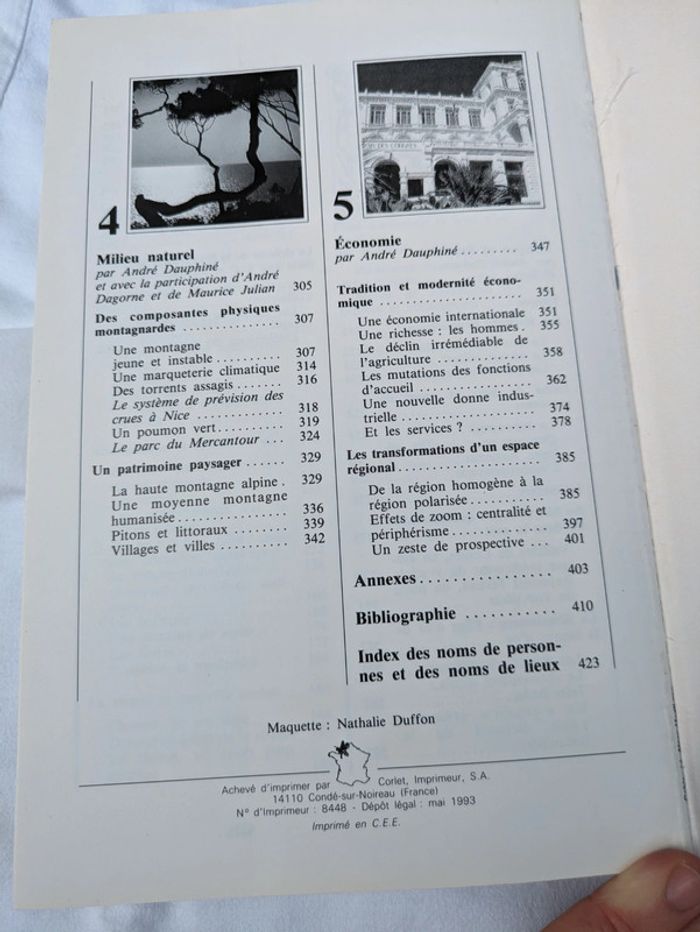 4
Milieu naturel
par André Dauphiné
et avec la participation d'André
Dagorne et de Maurice Julian 305
Des composantes physiques
montagnardes ............... 307
Une montagne
jeune et instable .......... 307
Une marqueterie climatique 314
Des torrents assagis ....... 316
Le système de prévision des
crues à Nice ............ 318
Un poumon vert.......... 319
Le parc du Mercantour ... 324
Un patrimoine paysager ...... 329
La haute montagne alpine . 329
Une moyenne montagne
humanisée............... 336
Pitons et littoraux ........ 339
Villages et villes .......... 342
5
DES CONGRÈS
Économie
par André Dauphiné ......... 347
Tradition et modernité écono-
mique ...................... 351
Une économie internationale 351
Une richesse : les hommes . 355
Le déclin irrémédiable de
l'agriculture .............. 358
Les mutations des fonctions
d'accueil ................. 362
Une nouvelle donne indus-
trielle .................... 374
Et les services ? .......... 378
Les transformations d'un espace
régional..................... 385
De la région homogène à la
région polarisée........... 385
Effets de zoom : centralité et
périphérisme.............. 397
Un zeste de prospective ... 401
Annexes................ 403
Bibliographie ........... 410
Index des noms de person-
nes et des noms de lieux 423
Maquette : Nathalie Duffon
Achevé d'imprimer par Corlet, Imprimeur, S.A.
14110 Condé-sur-Noireau (France)
N° d'Imprimeur : 8448 - Dépôt légal : mai 1993
Imprimé en C.E.E.